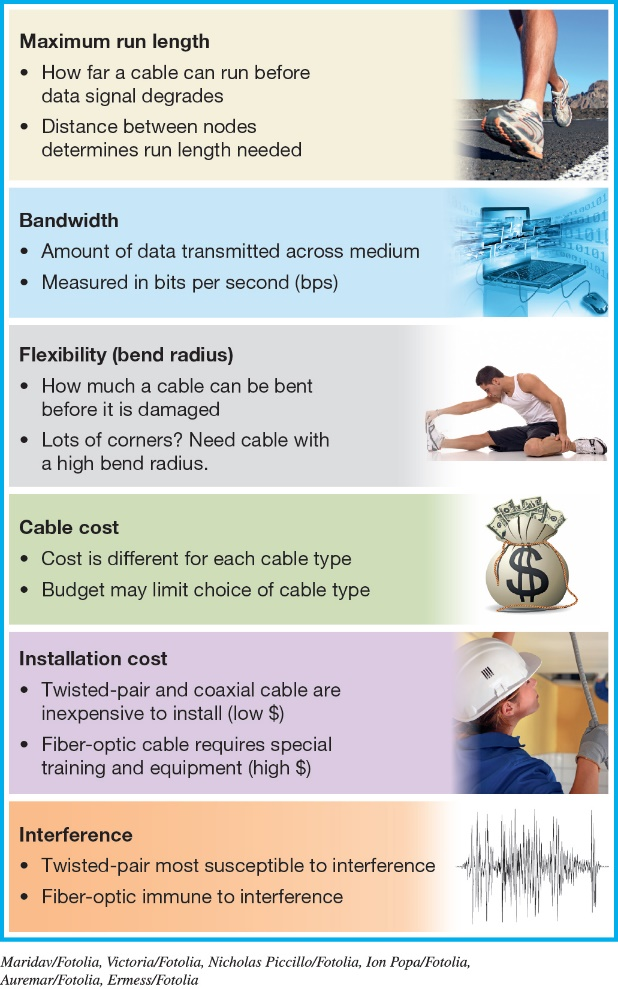 Maximum run length
• How far a cable can run before
data signal degrades
• Distance between nodes
determines run length needed
Bandwidth
• Amount of data transmitted across medium
• Measured in bits per second (bps)
Flexibility (bend radius)
• How much a cable can be bent
before it is damaged
• Lots of corners? Need cable with
a high bend radius.
Cable cost
• Cost is different for each cable type
• Budget may limit choice of cable type
$
Installation cost
• Twisted-pair and coaxial cable are
inexpensive to install (low $)
• Fiber-optic cable requires special
training and equipment (high $)
Interference
• Twisted-pair most susceptible to interference
• Fiber-optic immune to interference
Maridav/Fotolia, Victoria/Fotolia, Nicholas Piccillo/Fotolia, Ion Popa/Fotolia,
Auremar/Fotolia, Ermess/Fotolia